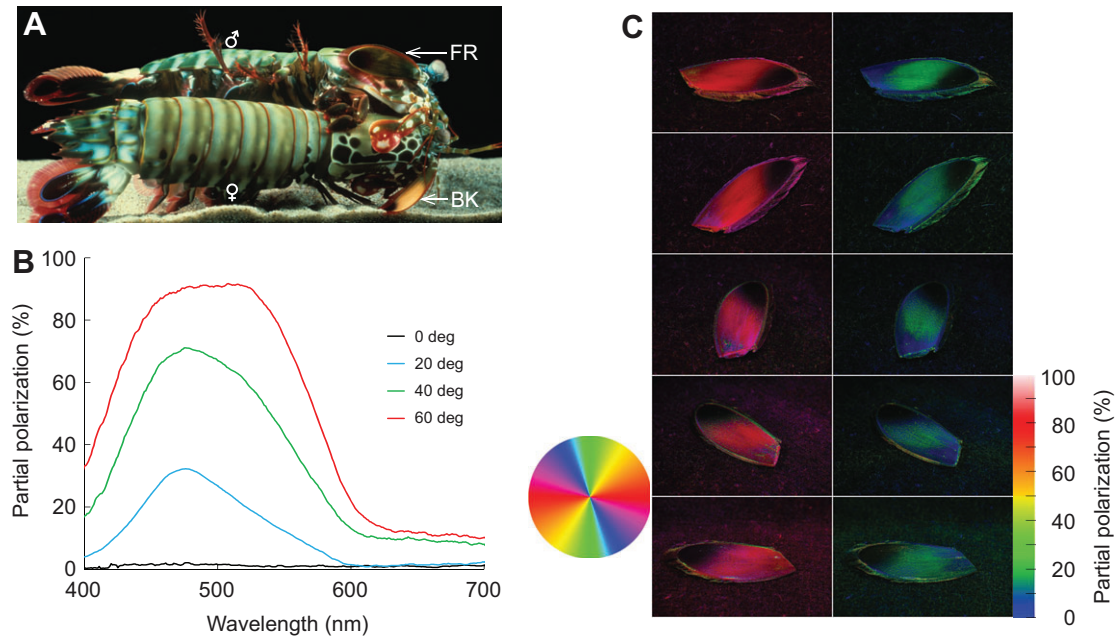 A
♂
FR
♀
BK
B
Partial polarization (%)
100
80
60
40
20
0
0 deg
20 deg
40 deg
60 deg
400
500
600
700
Wavelength (nm)
C
100
80
60
40
20
0
Partial polarization (%)